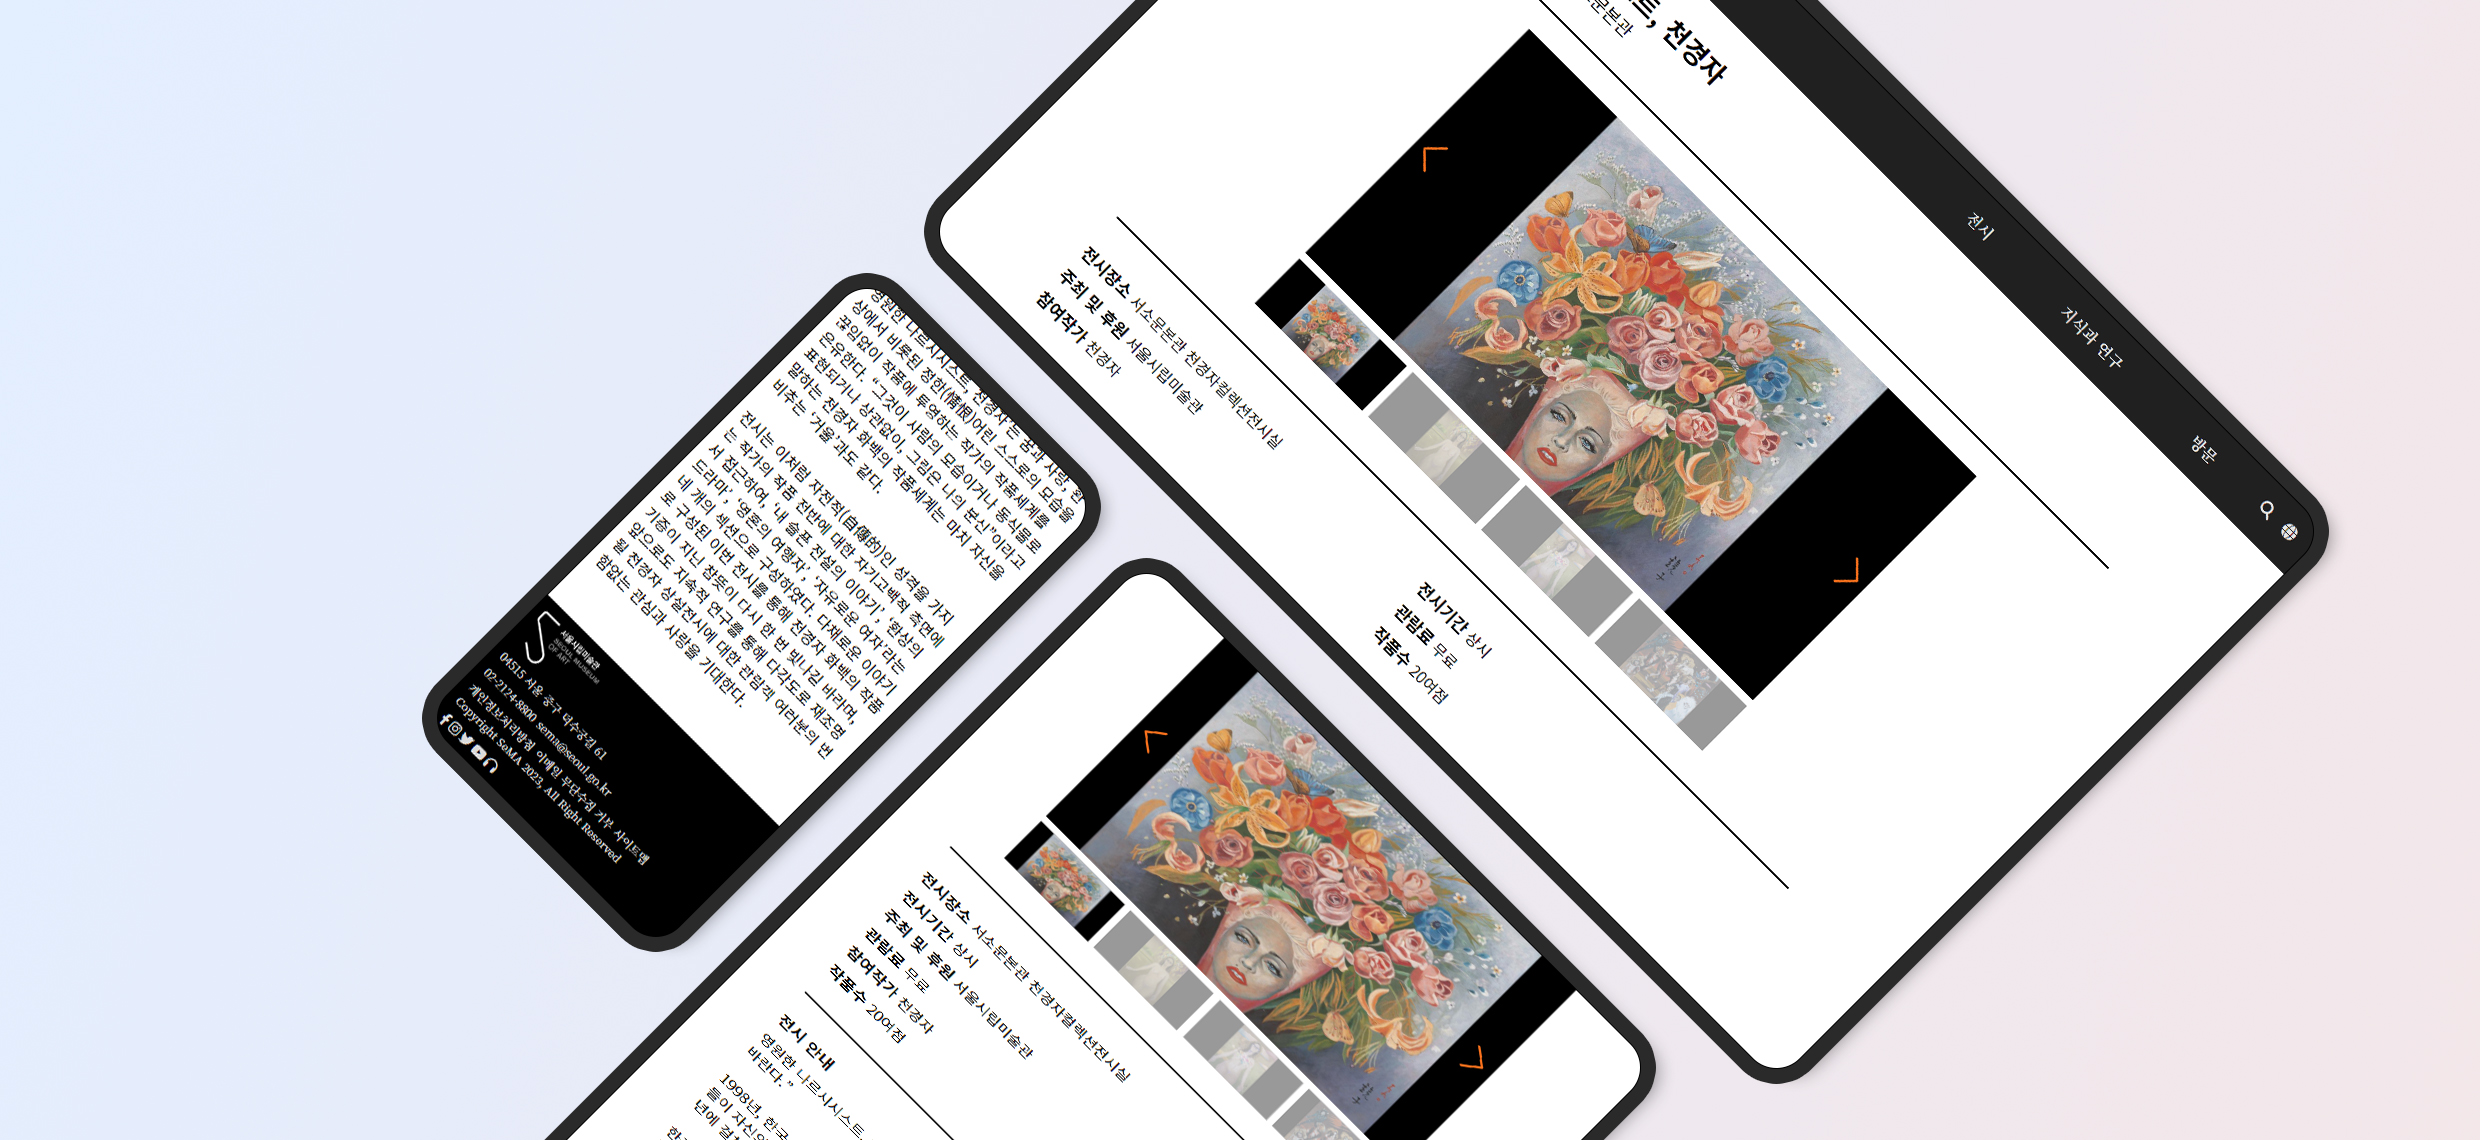 트, 천경자
문본관
전시
지식과 연구
방문
전시장소 서소문본관 천경자컬렉션전시실
주최 및 후원 서울시립미술관
참여작가 천경자
전시기간 상시
관람료 무료
작품수 20여점
영원한 나르시시스트, 천경자'는 꿈과 사랑, 환
상에서 비롯된 정한(情恨)어린 스스로의 모습을
끊임없이 작품에 투영하는 작가의 작품세계를
은유한다. “그것이 사람의 모습이거나 동식물로
표현되거나 상관없이, 그림은 나의 분신”이라고
말하는 천경자 화백의 작품세계는 마치 자신을
비추는 ‘거울’과도 같다.
전시는 이처럼 자전적(自傳的)인 성격을 가지
는 작가의 작품 전반에 대한 자기고백적 측면에
서 접근하여, ‘내 슬픈 전설의 이야기’, ‘환상의
드라마’, ‘영혼의 여행자’, ‘자유로운 여자’라는
네 개의 섹션으로 구성하였다. 다채로운 이야기
로 구성된 이번 전시를 통해 천경자 화백의 작품
기증이 지닌 참뜻이 다시 한 번 빛나길 바라며,
앞으로도 지속적 연구를 통해 다각도로 재조명
될 천경자 상설전시에 대한 관람객 여러분의 변
함없는 관심과 사랑을 기대한다.
서울시립미술관
SEOUL MUSEUM
OF ART
04515 서울 중구 덕수궁길 61
02-2124-8800 sema@seoul.go.kr
개인정보처리방침 이메일 무단수집 거부 사이트맵
Copyright SeMA 2023, All Right Reserved
전시장소 서소문본관 천경자컬렉션전시실
전시기간 상시
주최 및 후원 서울시립미술관
관람료 무료
참여작가 천경자
작품수 20여점
전시 안내
영원한 나르시시스트,
바란다.”
1998년, 한국
들이 자신의
년에 걸쳐